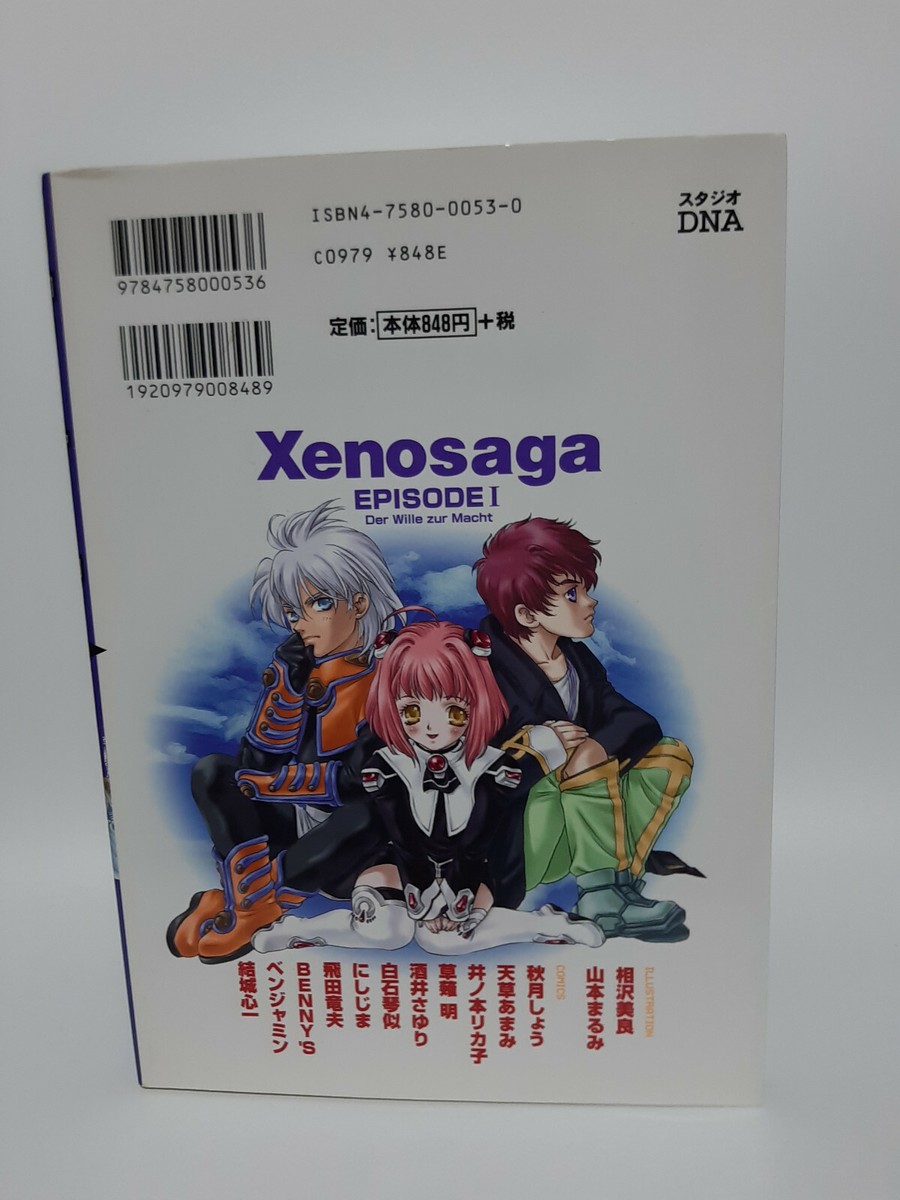 ISBN4-7580-0053-0
C0979 ¥848E
スタジオ
DNA
9784758000536
1920979008489
定価:本体848円+税
Xenosaga
EPISODE I
Der Wille zur Macht
ILLUSTRATION
相沢美良
山本まるみ
COMICS
秋月しょう
天草あまみ
井ノ本リカ子
草薙 明
酒井さゆり
白石琴似
にしじま
飛田竜夫
BENNY'S
ベンジャミン
結城心一